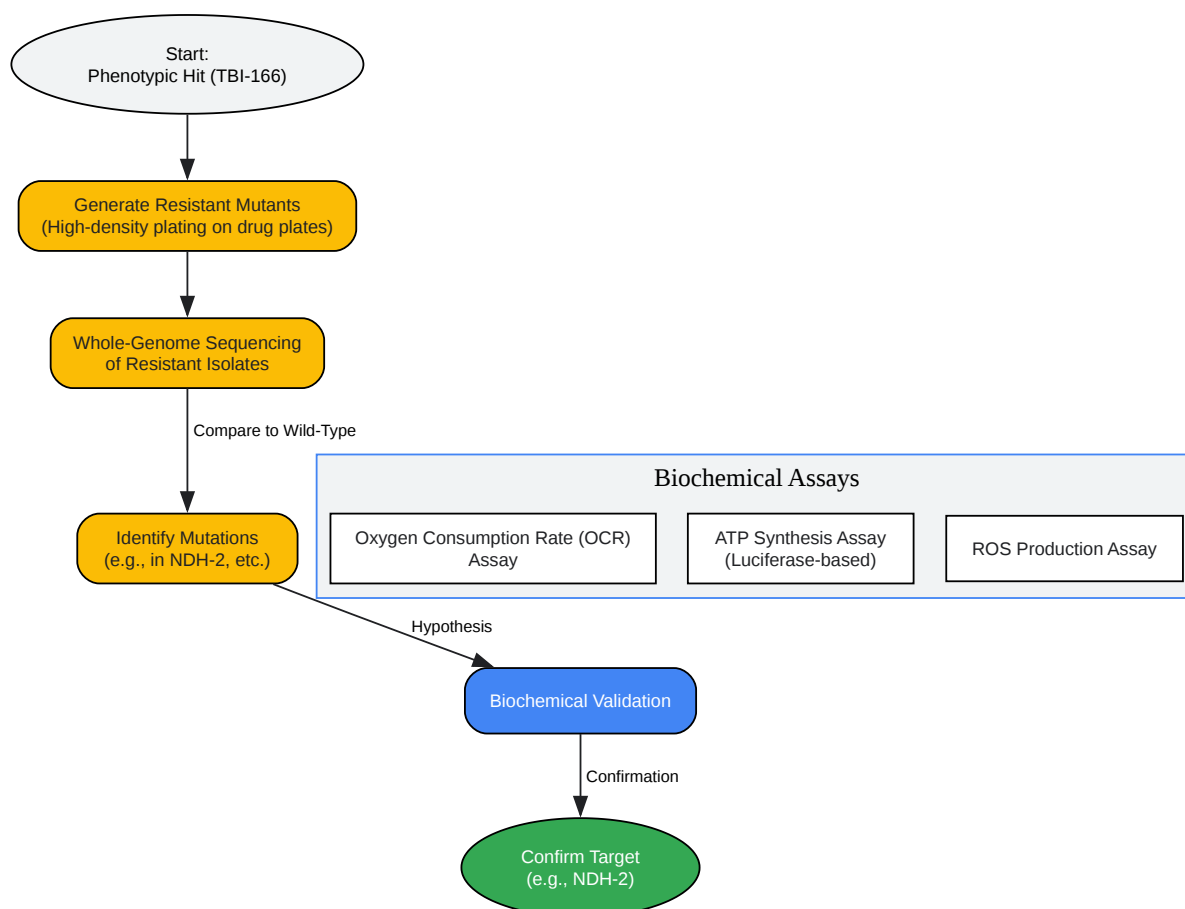 Start:
Phenotypic Hit (TBI-166)
Generate Resistant Mutants
(High-density plating on drug plates)
Whole-Genome Sequencing
of Resistant Isolates
Compare to Wild-Type
Identify Mutations
(e.g., in NDH-2, etc.)
Biochemical Assays
Oxygen Consumption Rate (OCR)
Assay
ATP Synthesis Assay
(Luciferase-based)
ROS Production Assay
Hypothesis
Biochemical Validation
Confirmation
Confirm Target
(e.g., NDH-2)